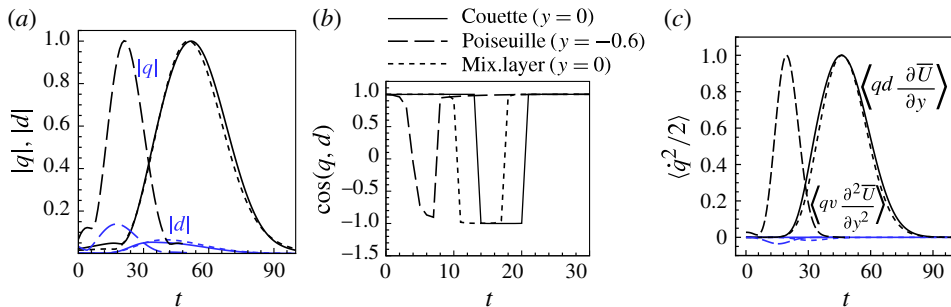 (a)
1.0
0.8
0.6
0.4
0.2
|q|, |d|
|q|
|d|
0 30 60 90
t
(b)
Couette (y = 0)
Poiseuille (y = −0.6)
Mix.layer (y = 0)
1.0
0.5
0
−0.5
−1.0
−1.5
cos(q, d)
0 10 20 30
t
(c)
1.0
0.8
0.6
0.4
0.2
0
⟨q̇²/2⟩
⟨qd ∂U̅/∂y⟩
⟨qv ∂²U̅/∂y²⟩
0 30 60 90
t